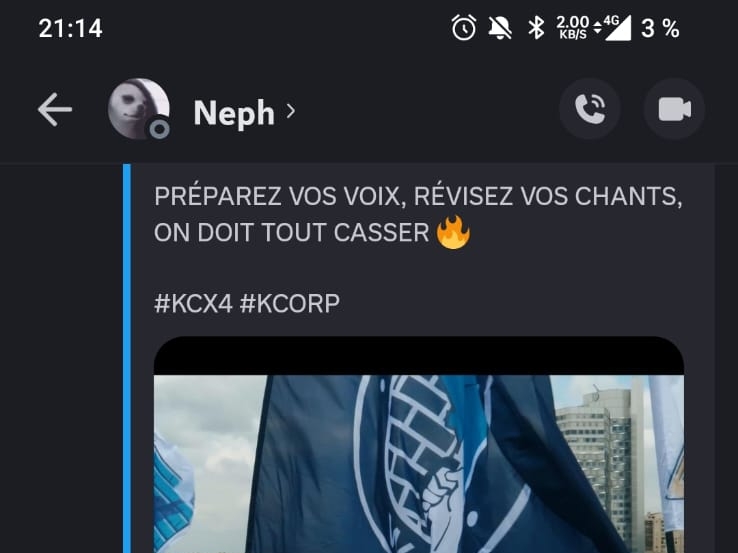 21:14 2.00 KB/S 4G 3 %
Neph
PRÉPAREZ VOS VOIX, RÉVISEZ VOS CHANTS,
ON DOIT TOUT CASSER 🔥
#KCX4 #KCORP